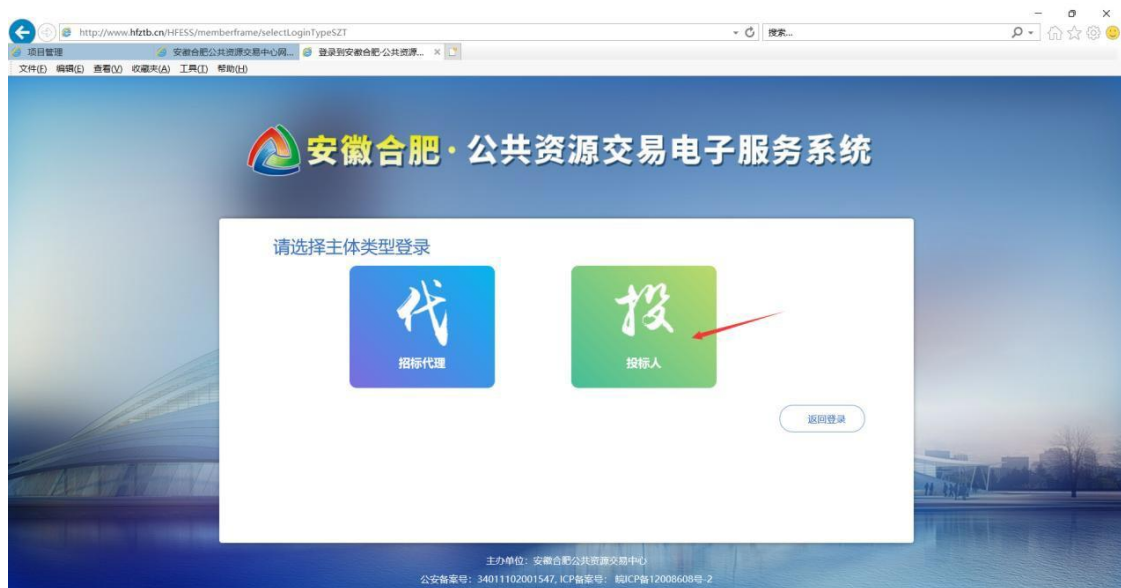 http://www.hfztb.cn/HFESS/memberframe/selectLoginTypeSZT
搜索...
项目管理
安徽合肥公共资源交易中心网...
登录到安徽合肥·公共资源...
文件(F) 编辑(E) 查看(V) 收藏夹(A) 工具(T) 帮助(H)
安徽合肥·公共资源交易电子服务系统
请选择主体类型登录
代
投
招标代理
投标人
返回登录
主办单位：安徽合肥公共资源交易中心
公安备案号：34011102001547, ICP备案号： 皖ICP备12008608号-2